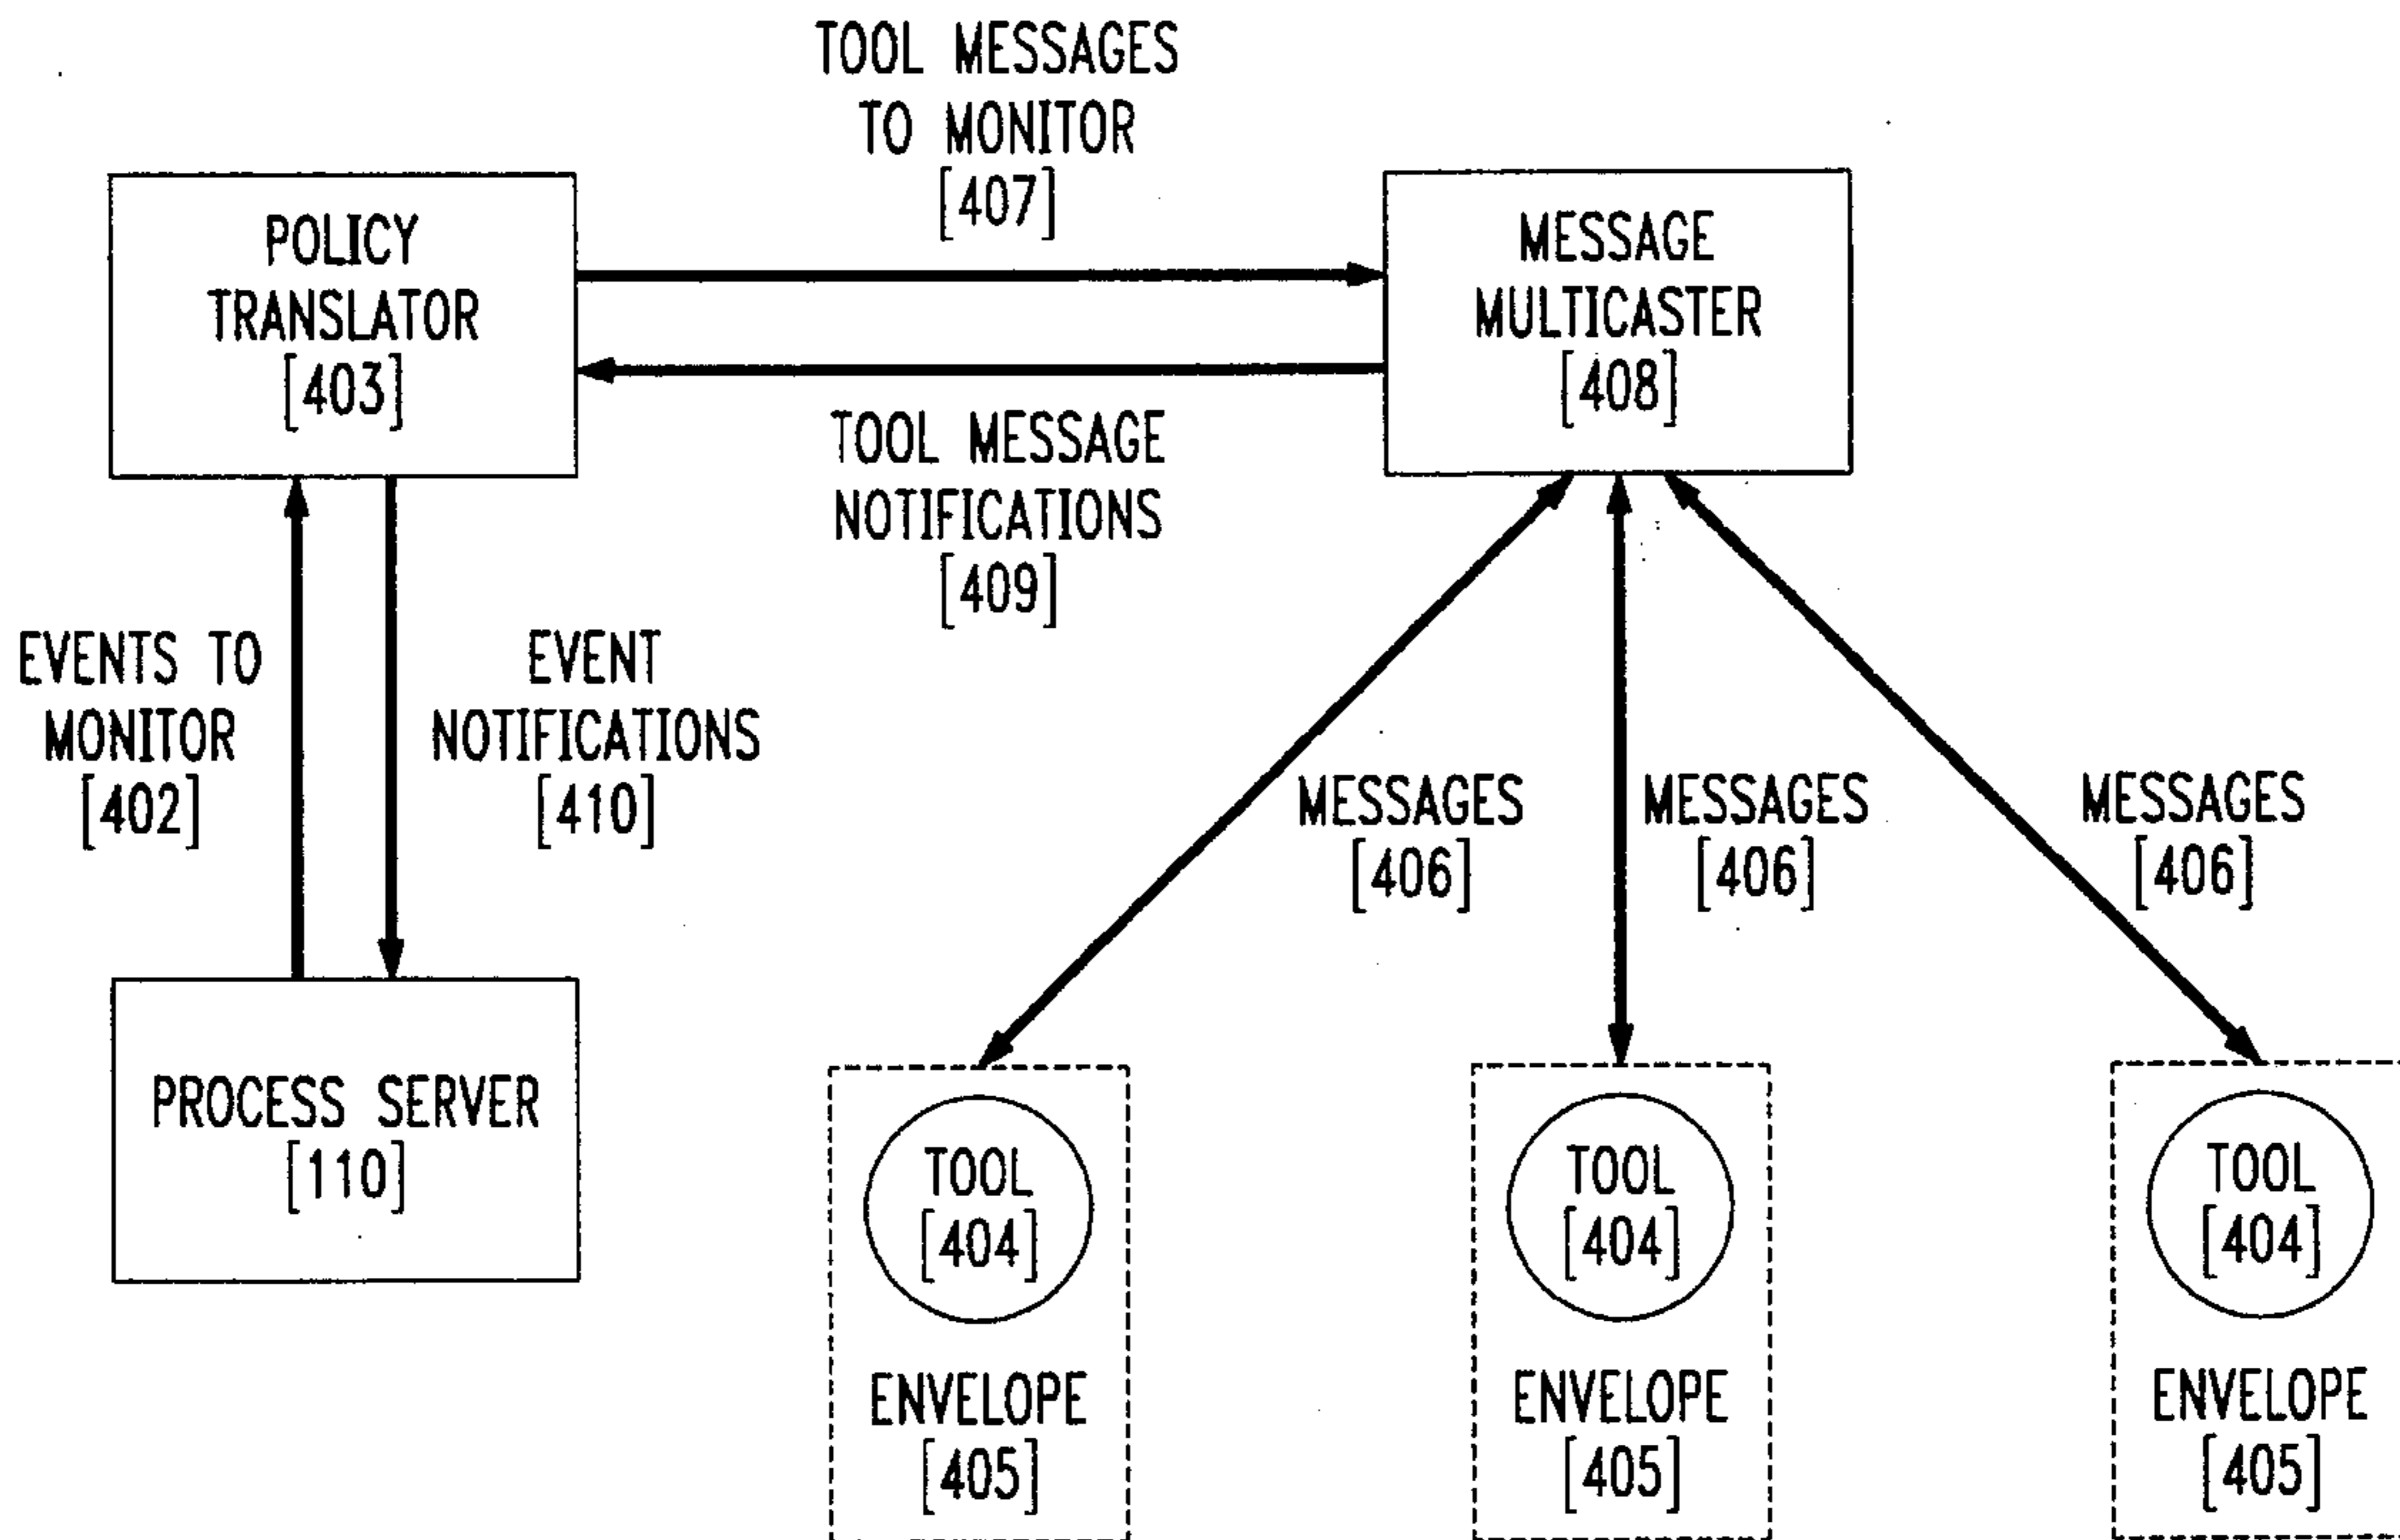 TOOL MESSAGES
TO MONITOR
[407]
POLICY
TRANSLATOR
[403]
MESSAGE
MULTICASTER
[408]
TOOL MESSAGE
NOTIFICATIONS
[409]
EVENTS TO
MONITOR
[402]
EVENT
NOTIFICATIONS
[410]
MESSAGES
[406]
MESSAGES
[406]
MESSAGES
[406]
PROCESS SERVER
[110]
TOOL
[404]
ENVELOPE
[405]
TOOL
[404]
ENVELOPE
[405]
TOOL
[404]
ENVELOPE
[405]